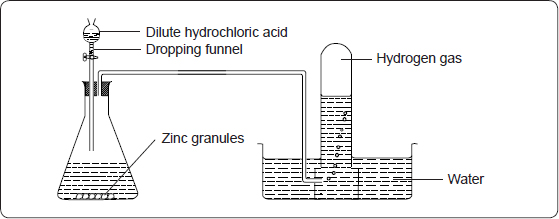 Dilute hydrochloric acid
Dropping funnel
Hydrogen gas
Zinc granules
Water